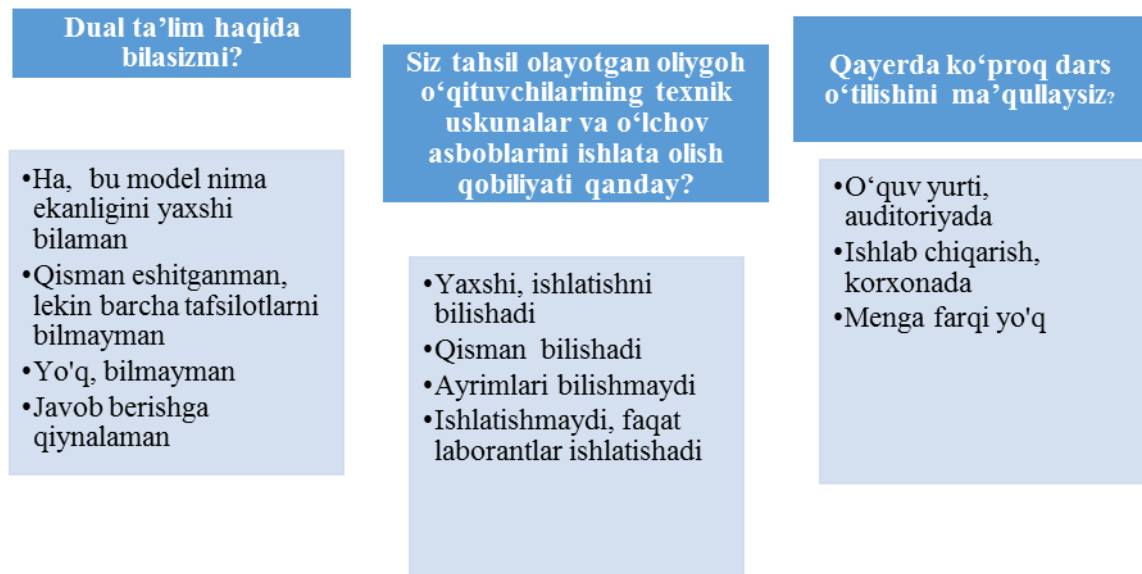 Dual ta’lim haqida
bilasizmi?
•Ha, bu model nima
ekanligini yaxshi
bilaman
•Qisman eshitganman,
lekin barcha tafsilotlarni
bilmayman
•Yo'q, bilmayman
•Javob berishga
qiynalaman
Siz tahsil olayotgan oliygoh
o‘qituvchilarining texnik
uskunalar va o‘lchov
asboblarini ishlata olish
qobiliyati qanday?
•Yaxshi, ishlatishni
bilishadi
•Qisman bilishadi
•Ayrimlari bilishmaydi
•Ishlatishmaydi, faqat
laborantlar ishlatishadi
Qayerda ko‘proq dars
o‘tilishini ma’qullaysiz?
•O‘quv yurti,
auditoriyada
•Ishlab chiqarish,
korxonada
•Menga farqi yo'q